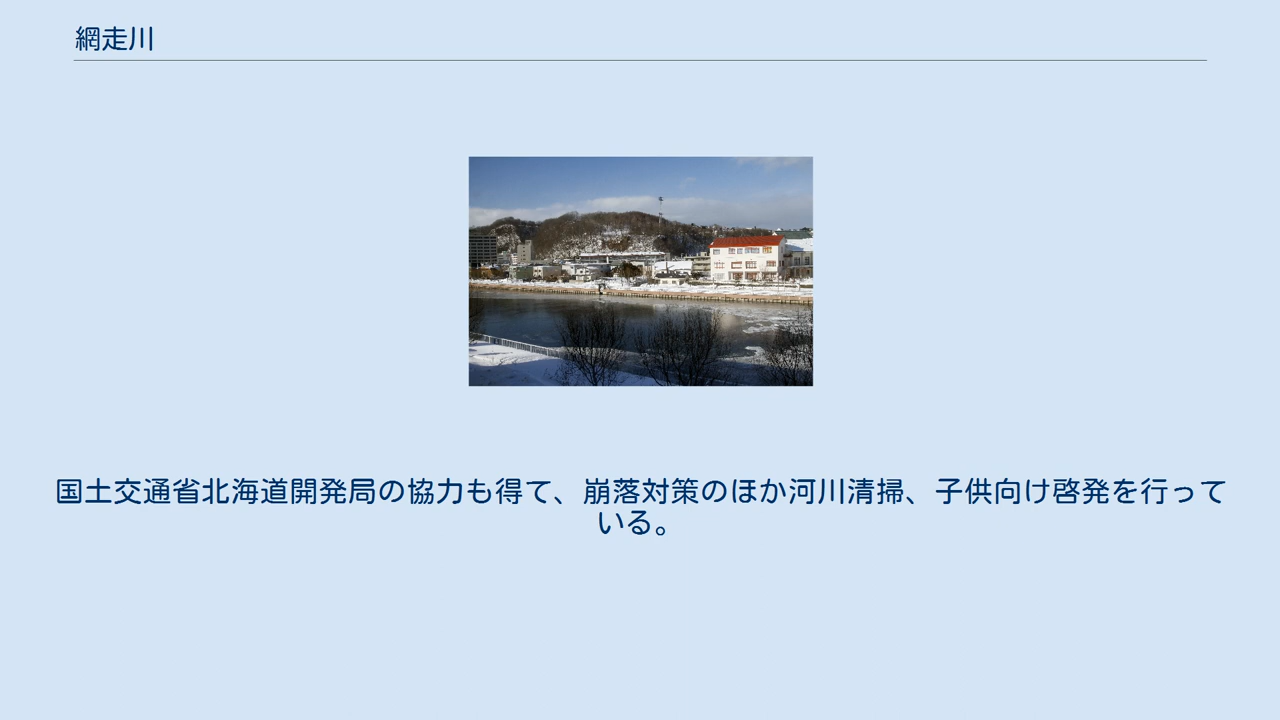 網走川
国土交通省北海道開発局の協力も得て、崩落対策のほか河川清掃、子供向け啓発を行って
いる。